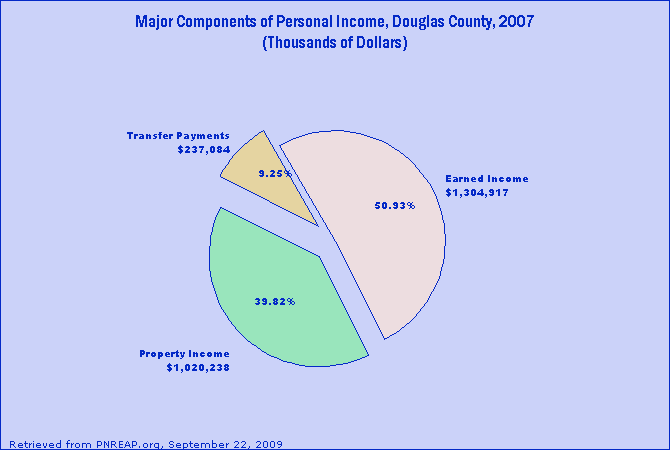 Major Components of Personal Income, Douglas County, 2007
(Thousands of Dollars)
Transfer Payments
$237,084
9.25%
Earned Income
$1,304,917
50.93%
39.82%
Property Income
$1,020,238
Retrieved from PNREAP.org, September 22, 2009